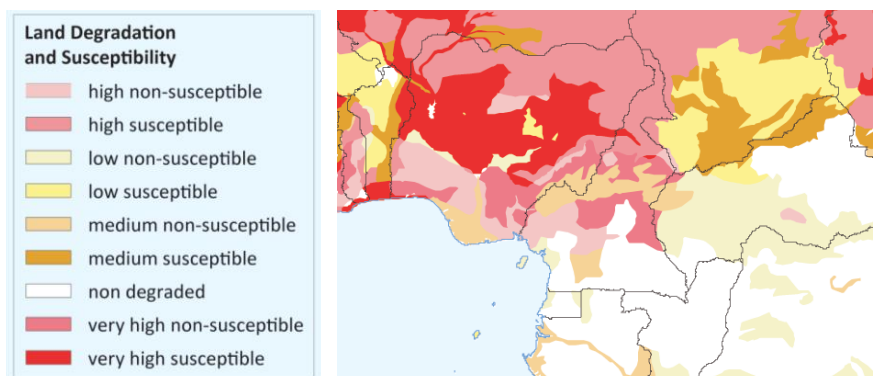 Land Degradation
and Susceptibility
high non-susceptible
high susceptible
low non-susceptible
low susceptible
medium non-susceptible
medium susceptible
non degraded
very high non-susceptible
very high susceptible